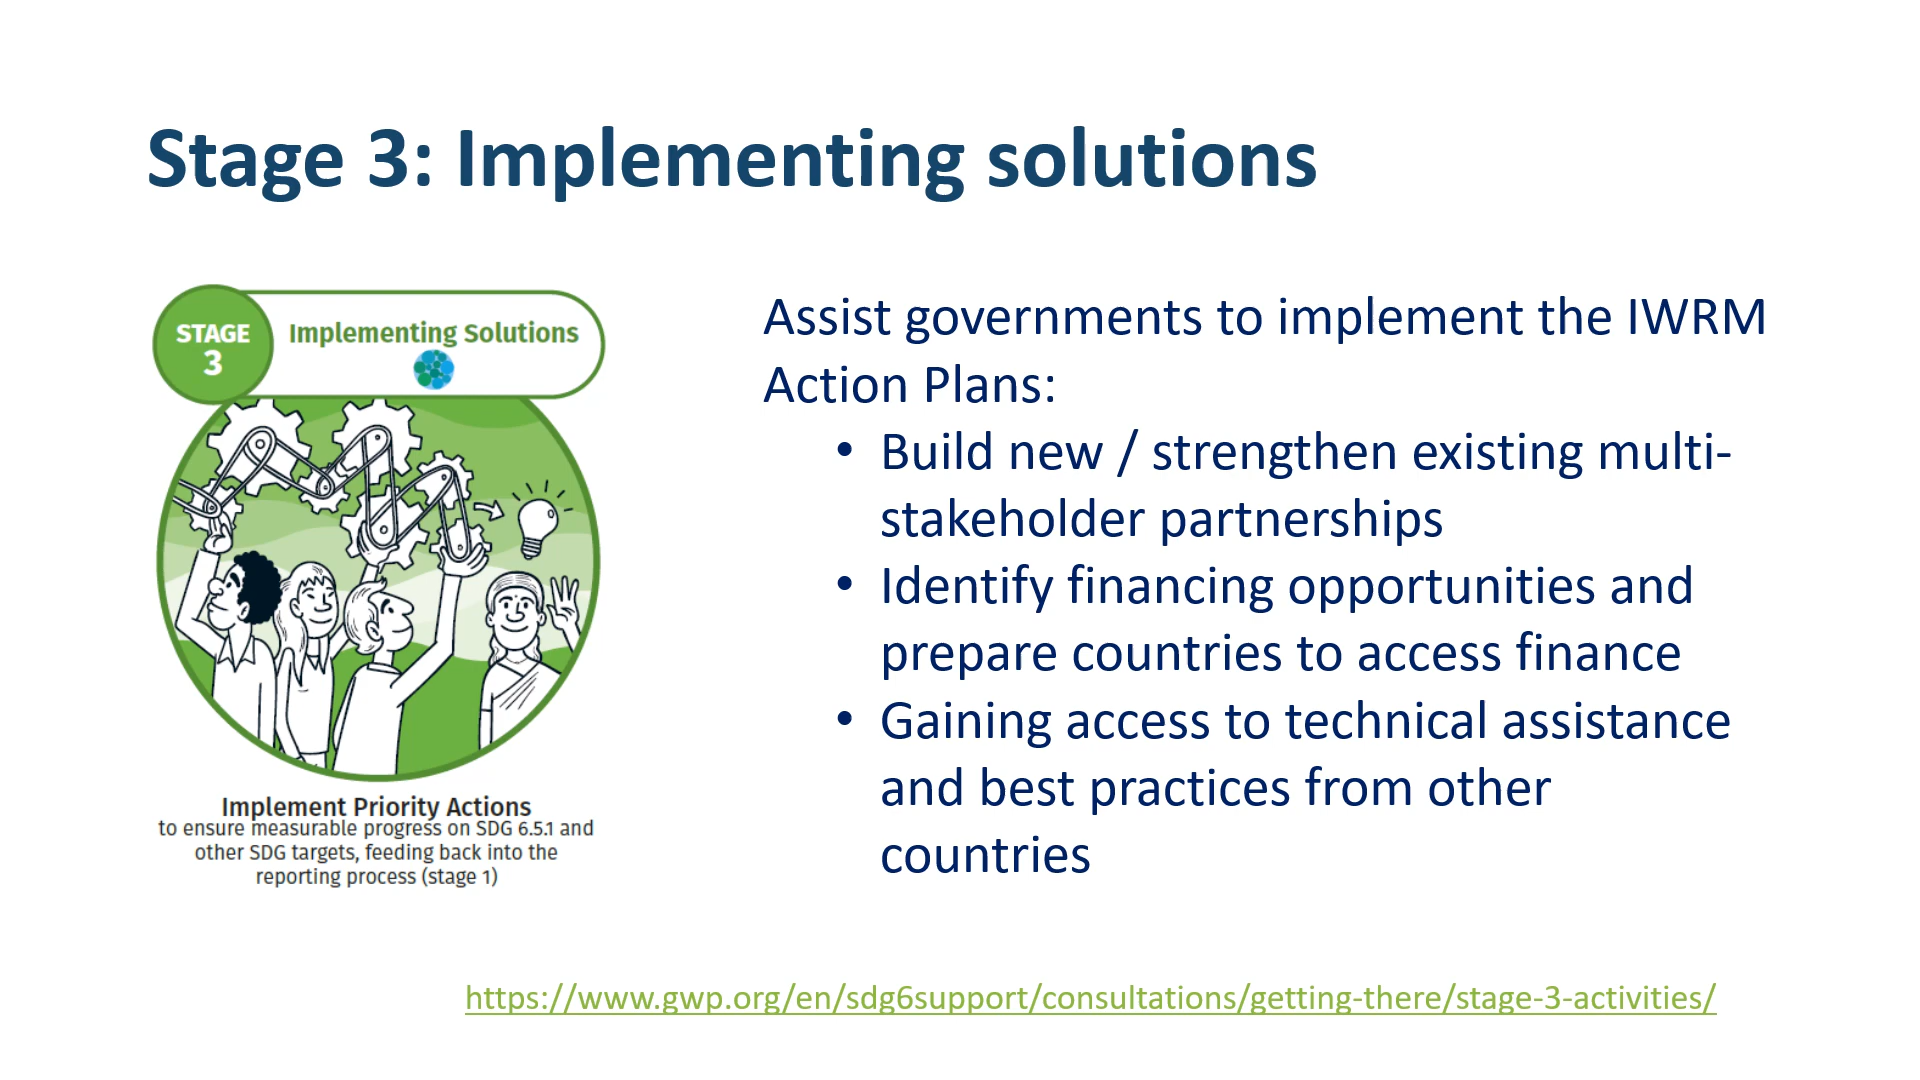 Stage 3: Implementing solutions
STAGE
3
Implementing Solutions
Implement Priority Actions
to ensure measurable progress on SDG 6.5.1 and
other SDG targets, feeding back into the
reporting process (stage 1)
Assist governments to implement the IWRM
Action Plans:
• Build new / strengthen existing multi-
stakeholder partnerships
• Identify financing opportunities and
prepare countries to access finance
• Gaining access to technical assistance
and best practices from other
countries
https://www.gwp.org/en/sdg6support/consultations/getting-there/stage-3-activities/